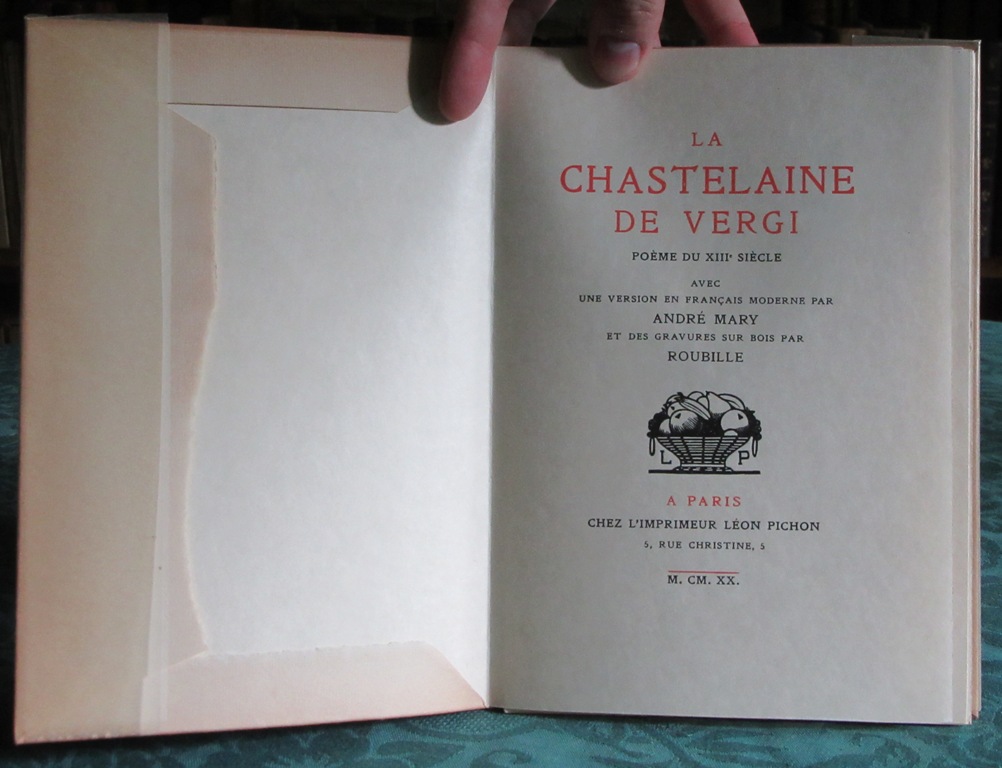 LA
CHASTELAINE
DE VERGI
POÈME DU XIIIᵉ SIÈCLE
AVEC
UNE VERSION EN FRANÇAIS MODERNE PAR
ANDRÉ MARY
ET DES GRAVURES SUR BOIS PAR
ROUBILLE
L P
A PARIS
CHEZ L'IMPRIMEUR LÉON PICHON
5, RUE CHRISTINE, 5
M. CM. XX.